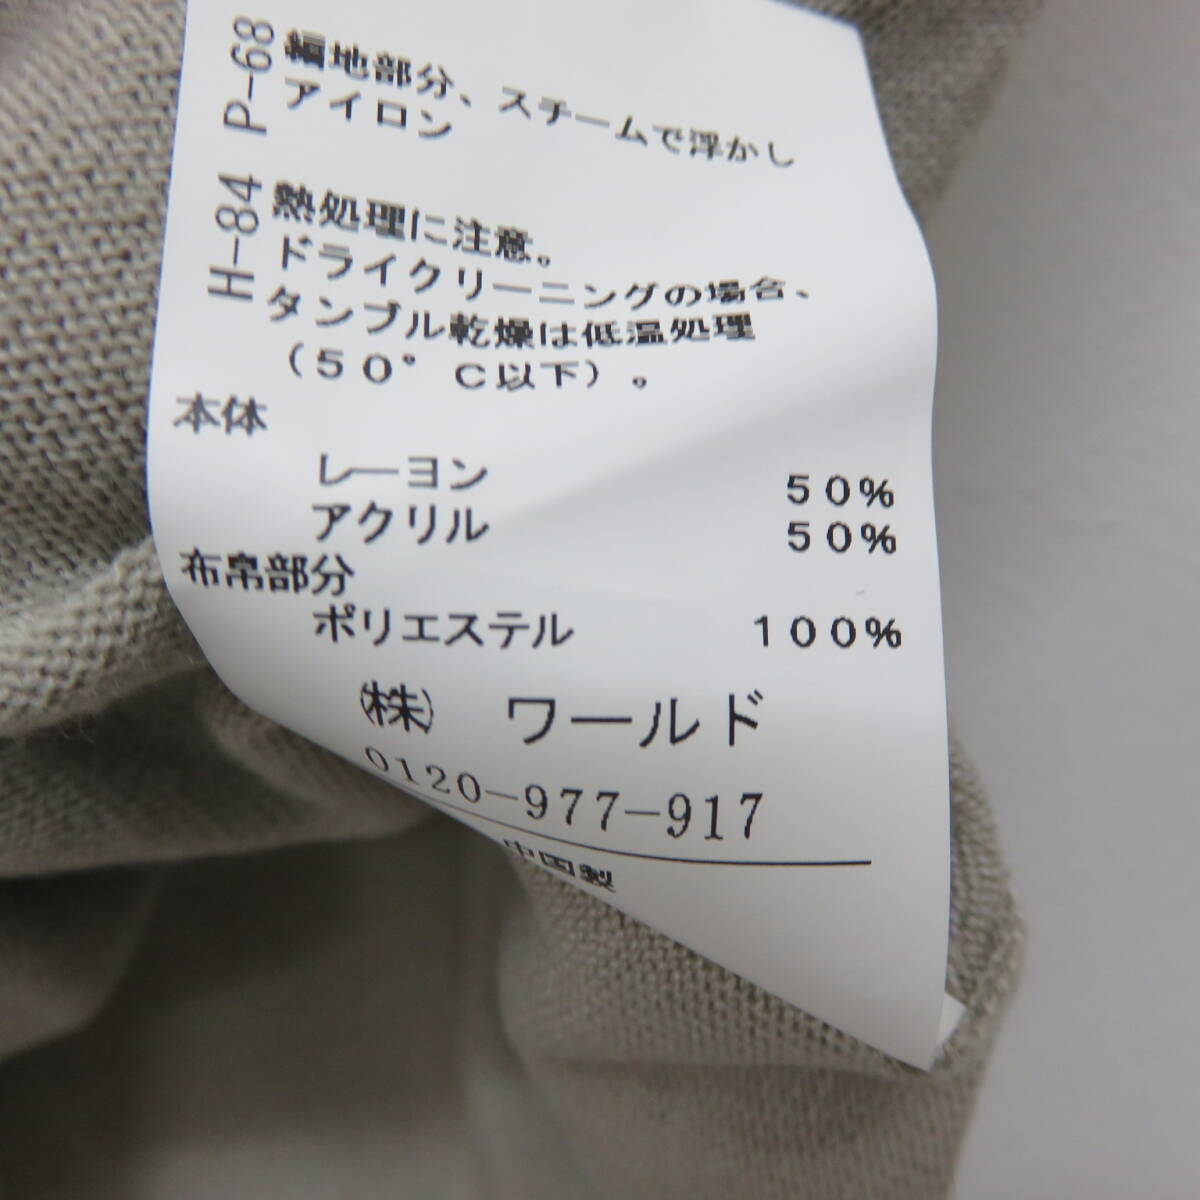 P-68
編地部分、スチームで浮かし
アイロン
H-84
熱処理に注意。
ドライクリーニングの場合、
タンブル乾燥は低温処理
（50°C以下）。
本体
レーヨン 50%
アクリル 50%
布帛部分
ポリエステル 100%
㈱ ワールド
0120-977-917
中国製